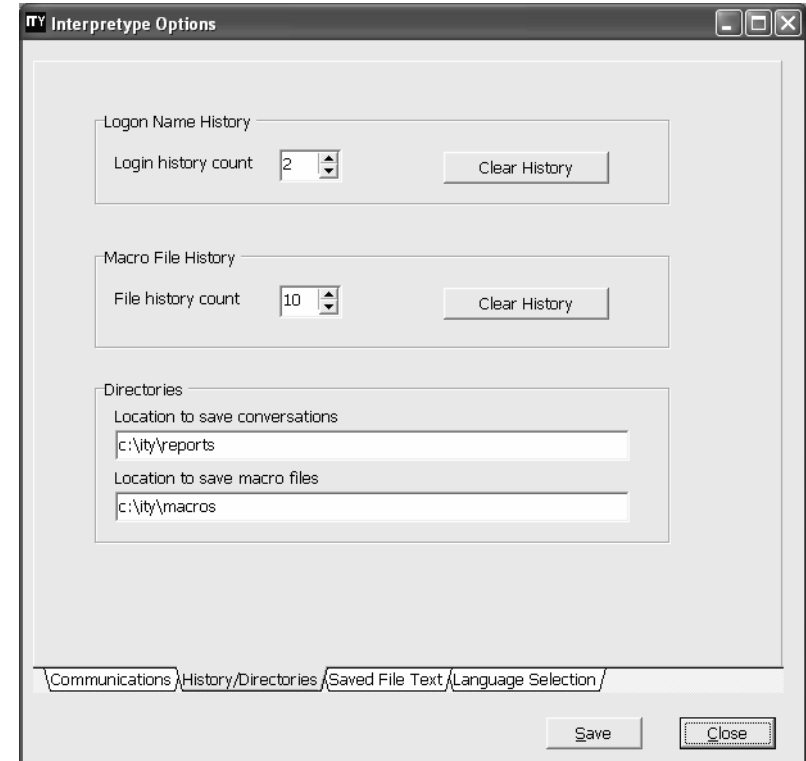 ITY Interpretype Options
Logon Name History
Login history count 2 Clear History
Macro File History
File history count 10 Clear History
Directories
Location to save conversations
c:\ity\reports
Location to save macro files
c:\ity\macros
Communications History/Directories Saved File Text Language Selection
Save Close